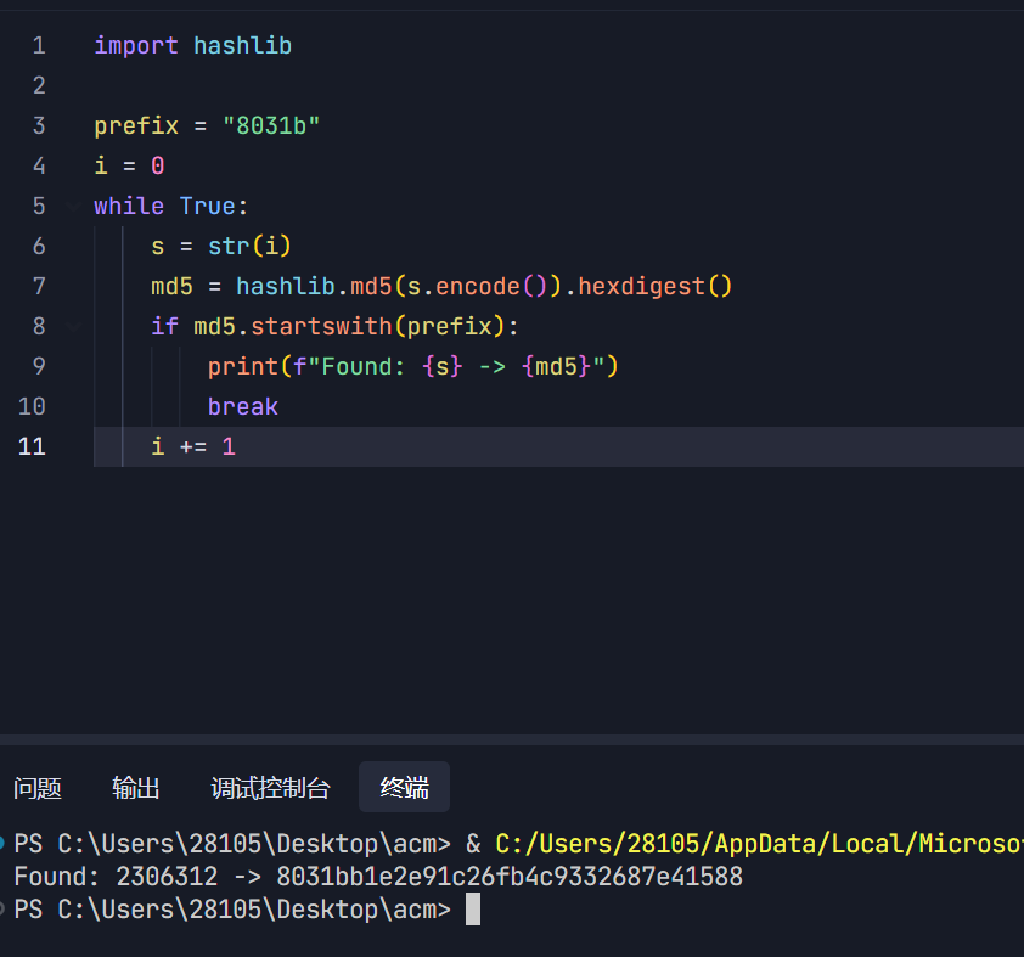 1 import hashlib
2
3 prefix = "8031b"
4 i = 0
5 while True:
6 s = str(i)
7 md5 = hashlib.md5(s.encode()).hexdigest()
8 if md5.startswith(prefix):
9 print(f"Found: {s} -> {md5}")
10 break
11 i += 1
问题 输出 调试控制台 终端
PS C:\Users\28105\Desktop\acm> & C:/Users/28105/AppData/Local/Microso
Found: 2306312 -> 8031bb1e2e91c26fb4c9332687e41588
PS C:\Users\28105\Desktop\acm>